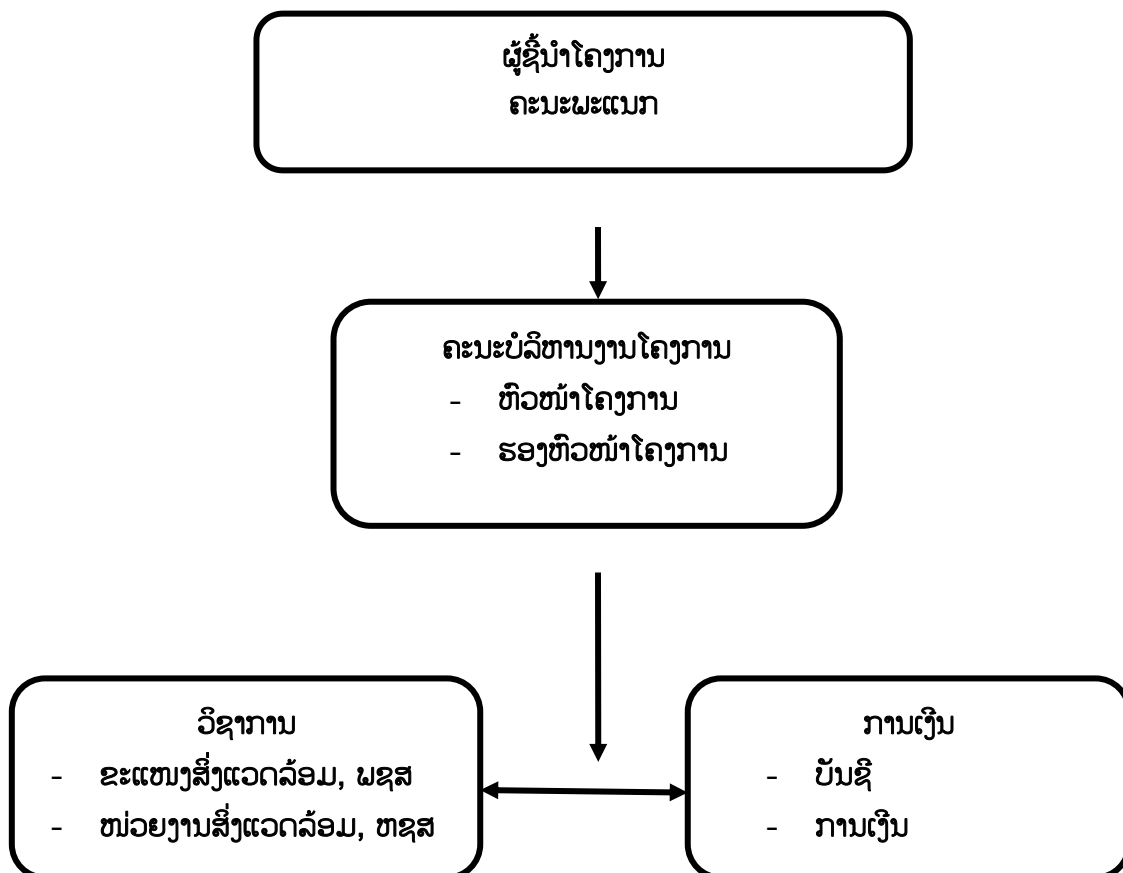 ຜູ້ຊີ້ນຳໂຄງການ
ຄະນະພະແນກ
ຄະນະບໍລິຫານງານໂຄງການ
- ຫົວໜ້າໂຄງການ
- ຮອງຫົວໜ້າໂຄງການ
ວິຊາການ
- ຂະແໜງສິ່ງແວດລ້ອມ, ພຊສ
- ໜ່ວຍງານສິ່ງແວດລ້ອມ, ຫຊສ
ການເງິນ
- ບັນຊີ
- ການເງິນ